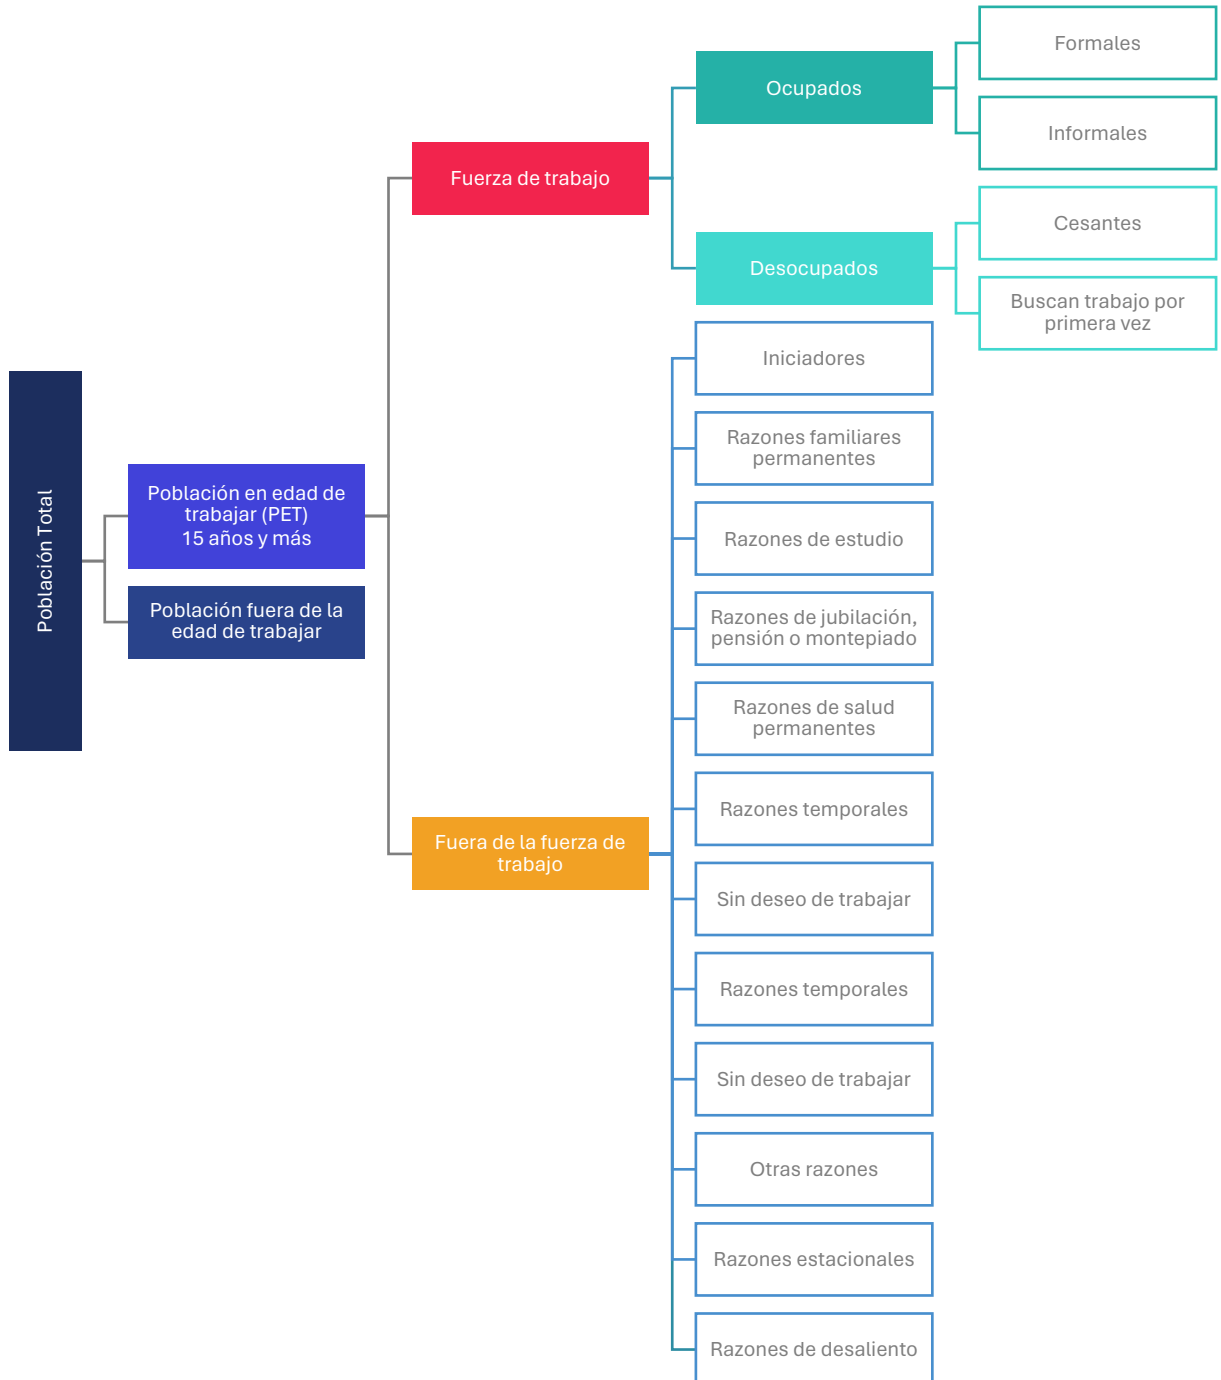 Población Total
Población en edad de
trabajar (PET)
15 años y más
Población fuera de la
edad de trabajar
Fuerza de trabajo
Fuera de la fuerza de
trabajo
Ocupados
Desocupados
Formales
Informales
Cesantes
Buscan trabajo por
primera vez
Iniciadores
Razones familiares
permanentes
Razones de estudio
Razones de jubilación,
pensión o montepiado
Razones de salud
permanentes
Razones temporales
Sin deseo de trabajar
Razones temporales
Sin deseo de trabajar
Otras razones
Razones estacionales
Razones de desaliento